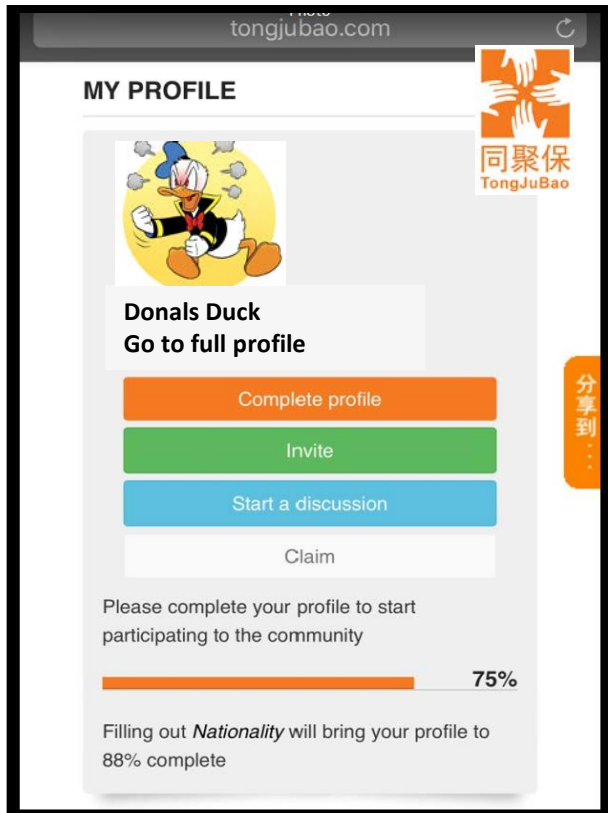 tongjubao.com
MY PROFILE
同聚保
TongJuBao
Donals Duck
Go to full profile
Complete profile
Invite
Start a discussion
Claim
分享到...
Please complete your profile to start
participating to the community
75%
Filling out Nationality will bring your profile to
88% complete